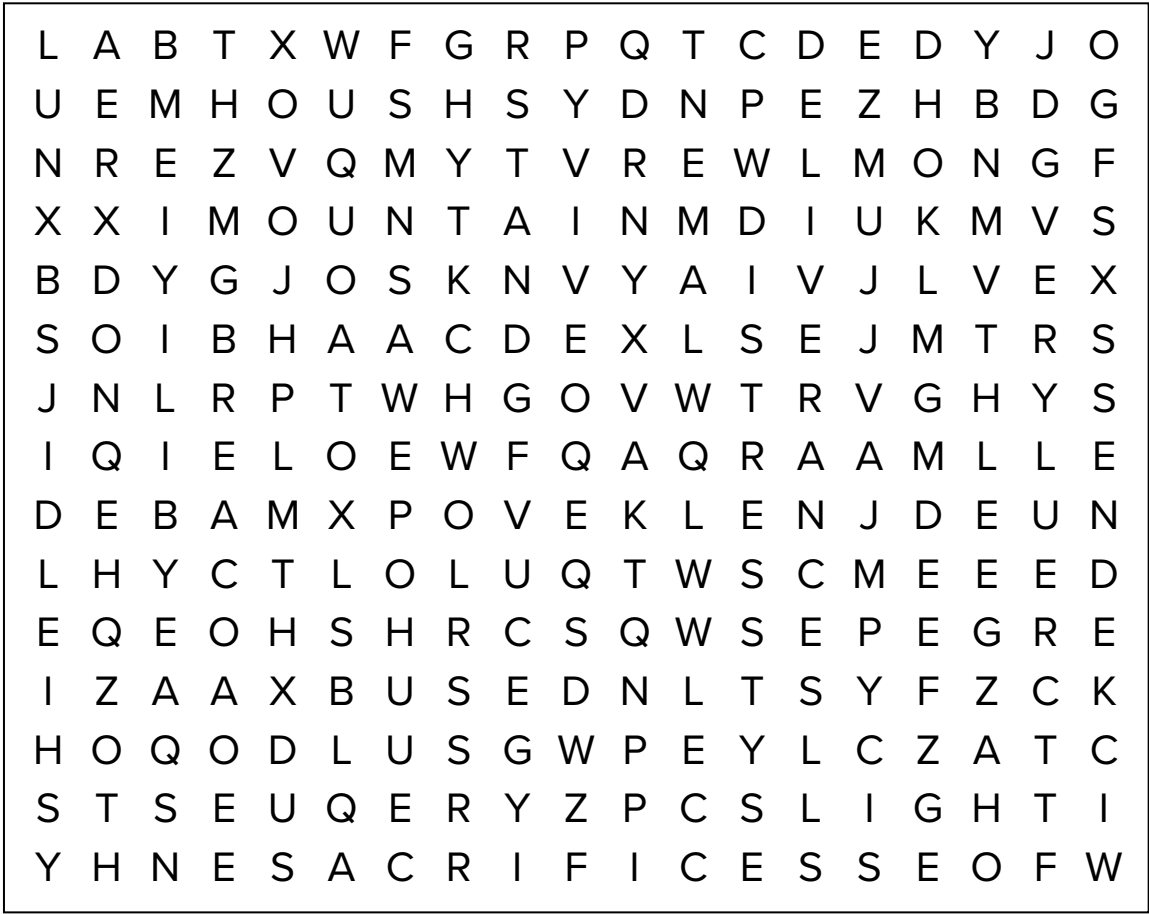 L A B T X W F G R P Q T C D E D Y J O
U E M H O U S H S Y D N P E Z H B D G
N R E Z V Q M Y T V R E W L M O N G F
X X I M O U N T A I N M D I U K M V S
B D Y G J O S K N V Y A I V J L V E X
S O I B H A A C D E X L S E J M T R S
J N L R P T W H G O V W T R V G H Y S
I Q I E L O E W F Q A Q R A A M L L E
D E B A M X P O V E K L E N J D E U N
L H Y C T L O L U Q T W S C M E E E D
E Q E O H S H R C S Q W S E P E G R E
I Z A A X B U S E D N L T S Y F Z C K
H O Q O D L U S G W P E Y L C Z A T C
S T S E U Q E R Y Z P C S L I G H T I
Y H N E S A C R I F I C E S S E O F W